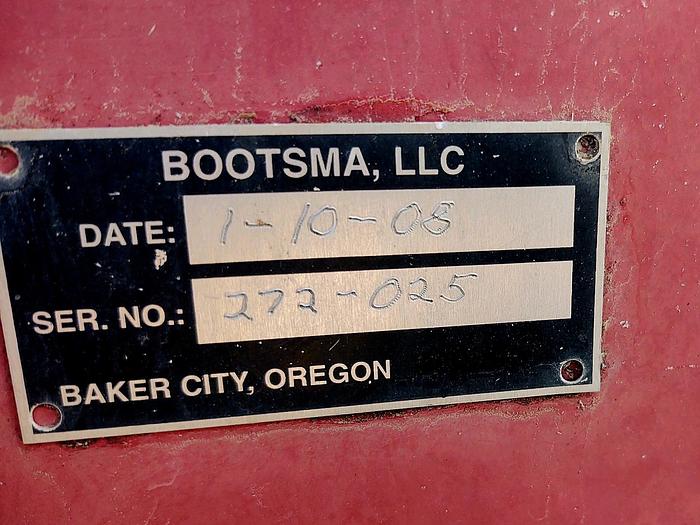 BOOTSMA, LLC
DATE: 1-10-08
SER. NO.: 272-025
BAKER CITY, OREGON